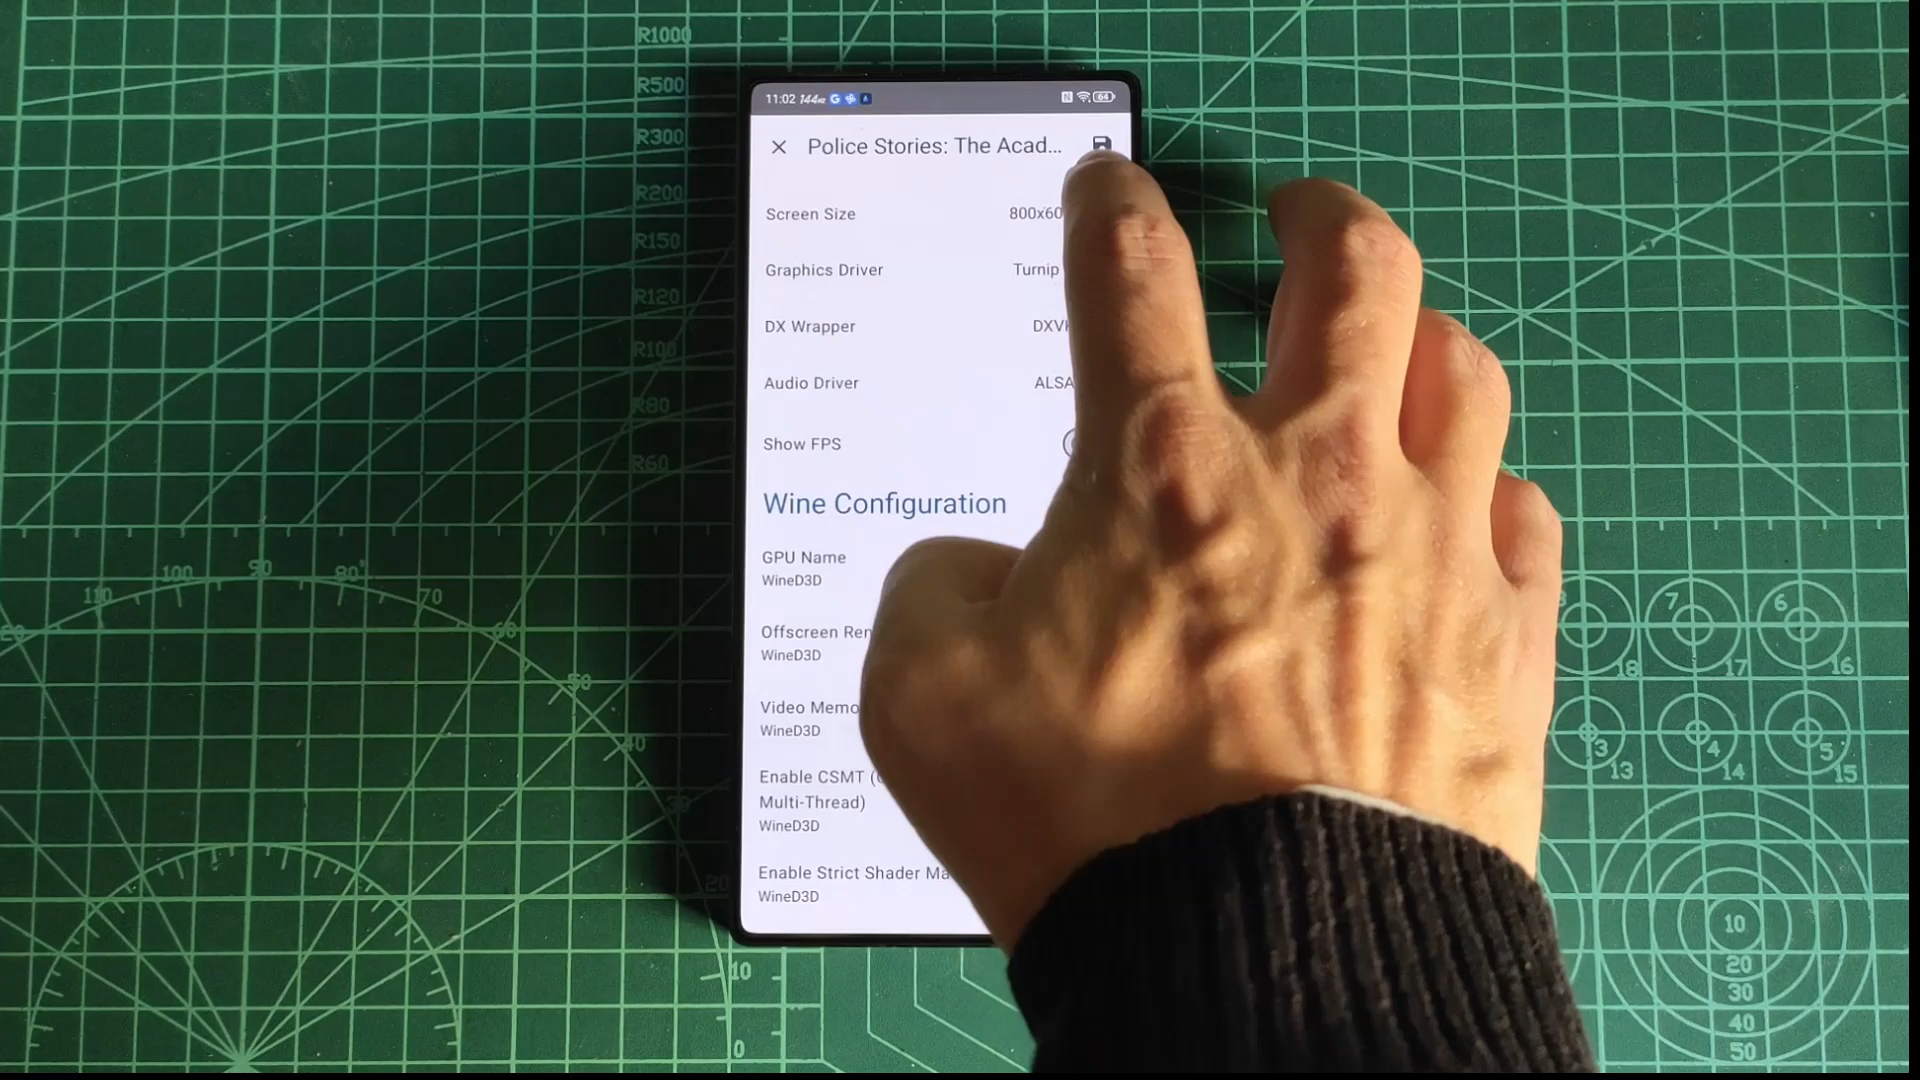 R1000
R500
R300
R200
R150
R120
R100
R80
R60
11:02 144HZ
64
Police Stories: The Acad...
Screen Size 800x60
Graphics Driver Turnip
DX Wrapper
Audio Driver ALSA
Show FPS
Wine Configuration
GPU Name
WineD3D
Offscreen Ren
WineD3D
Video Memo
WineD3D
Enable CSMT (
Multi-Thread)
WineD3D
Enable Strict Shader Ma
WineD3D
110
100
90
80°
70
60
50
40
30
20
10
0
7
6
18
17
16
3
4
5
13
14
15
10
20
30
40
50